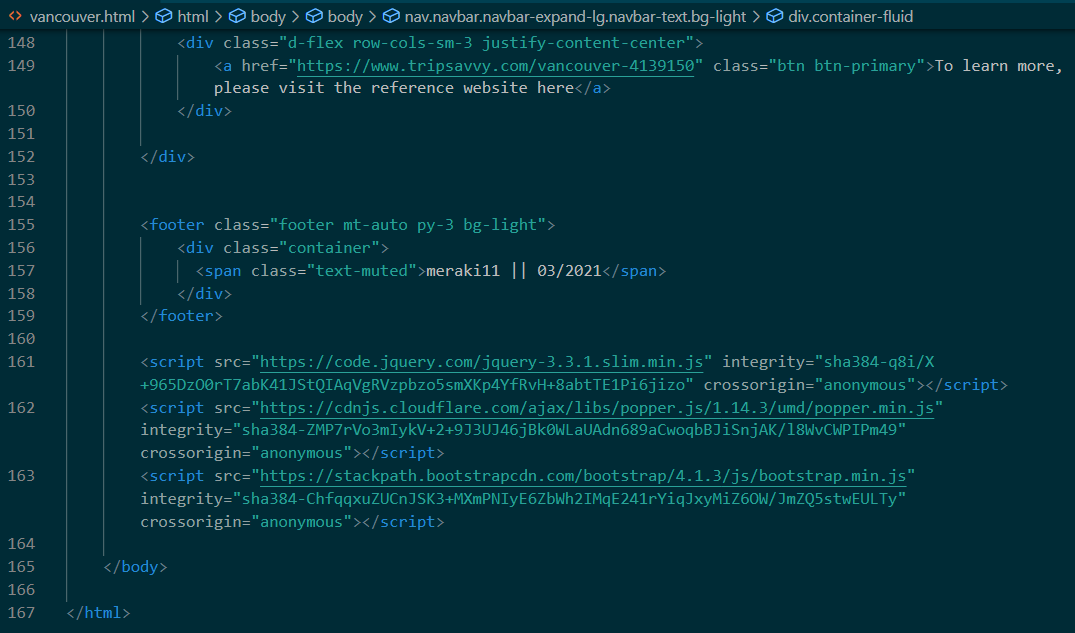 vancouver.html > html > body > body > nav.navbar.navbar-expand-lg.navbar-text.bg-light > div.container-fluid
148 <div class="d-flex row-cols-sm-3 justify-content-center">
149 <a href="https://www.tripsavvy.com/vancouver-4139150" class="btn btn-primary">To learn more,
please visit the reference website here</a>
150 </div>
151
152 </div>
153
154
155 <footer class="footer mt-auto py-3 bg-light">
156 <div class="container">
157 <span class="text-muted">meraki11 || 03/2021</span>
158 </div>
159 </footer>
160
161 <script src="https://code.jquery.com/jquery-3.3.1.slim.min.js" integrity="sha384-q8i/X
+965DzO0rT7abK41JStQIAqVgRVzpbzo5smXKp4YfRvH+8abtTE1Pi6jizo" crossorigin="anonymous"></script>
162 <script src="https://cdnjs.cloudflare.com/ajax/libs/popper.js/1.14.3/umd/popper.min.js"
integrity="sha384-ZMP7rVo3mIykV+2+9J3UJ46jBk0WLaUAdn689aCwoqbBJiSnjAK/l8WvCWPIPm49"
crossorigin="anonymous"></script>
163 <script src="https://stackpath.bootstrapcdn.com/bootstrap/4.1.3/js/bootstrap.min.js"
integrity="sha384-ChfqqxuZUCnJSK3+MXmPNIyE6ZbWh2IMqE241rYiqJxyMiZ6OW/JmZQ5stwEULTy"
crossorigin="anonymous"></script>
164
165 </body>
166
167 </html>